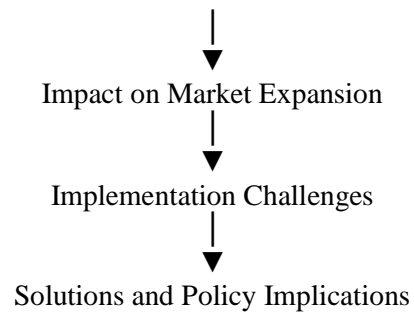 Impact on Market Expansion
Implementation Challenges
Solutions and Policy Implications